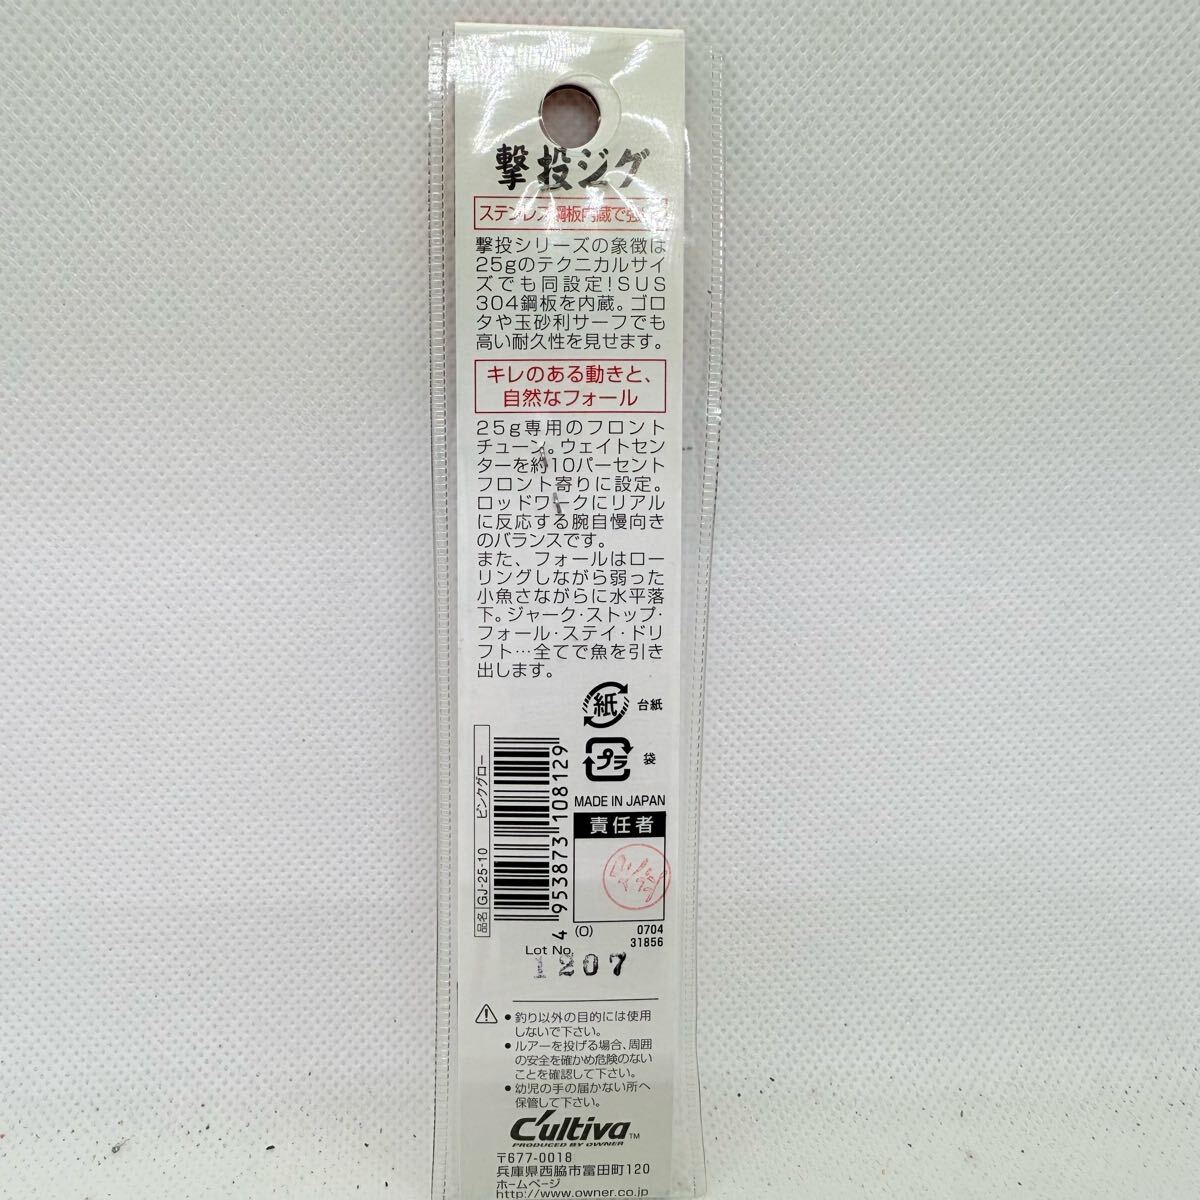 撃投ジグ
ステンレス鋼板内蔵で強
撃投シリーズの象徴は
25gのテクニカルサイ
ズでも同設定!SUS
304鋼板を内蔵。ゴロ
タや玉砂利サーフでも
高い耐久性を見せます。
キレのある動きと、
自然なフォール
25g専用のフロント
チューン。ウェイトセン
ターを約10パーセント
フロント寄りに設定。
ロッドワークにリアル
に反応する腕自慢向き
のバランスです。
また、フォールはロー
リングしながら弱った
小魚さながらに水平落
下。ジャーク・ストップ・
フォール・ステイ・ドリ
フト…全てで魚を引き
出します。
紙 台紙
プラ 袋
MADE IN JAPAN
責任者
(O) 0704
31856
品名 GJ-25-10 ピンクグロー
4 953873 108129
Lot No.
1207
●釣り以外の目的には使用
しないで下さい。
●ルアーを投げる場合、周囲
の安全を確かめ危険のない
ことを確認して下さい。
●幼児の手の届かない所へ
保管して下さい。
C'ultiva™
PRODUCED BY OWNER
〒677-0018
兵庫県西脇市富田町120
ホームページ
http://www.owner.co.jp